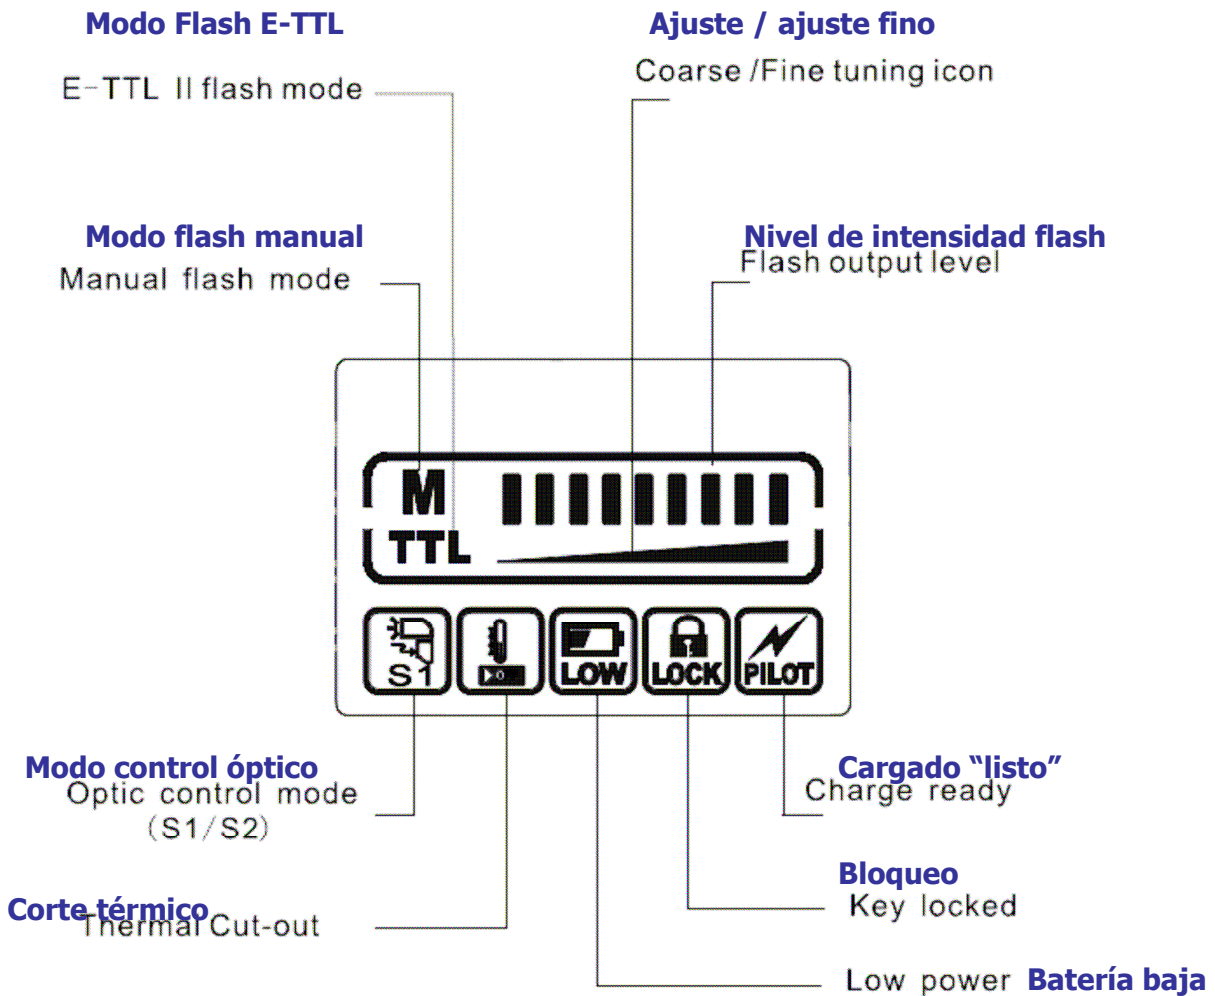 Modo Flash E-TTL
E-TTL II flash mode
Ajuste / ajuste fino
Coarse /Fine tuning icon
Modo flash manual
Manual flash mode
Nivel de intensidad flash
Flash output level
M
TTL
S1
LOW
LOCK
PILOT
Modo control óptico
Optic control mode
(S1/S2)
Cargado “listo”
Charge ready
Bloqueo
Key locked
Corte térmico
Thermal Cut-out
Low power Batería baja